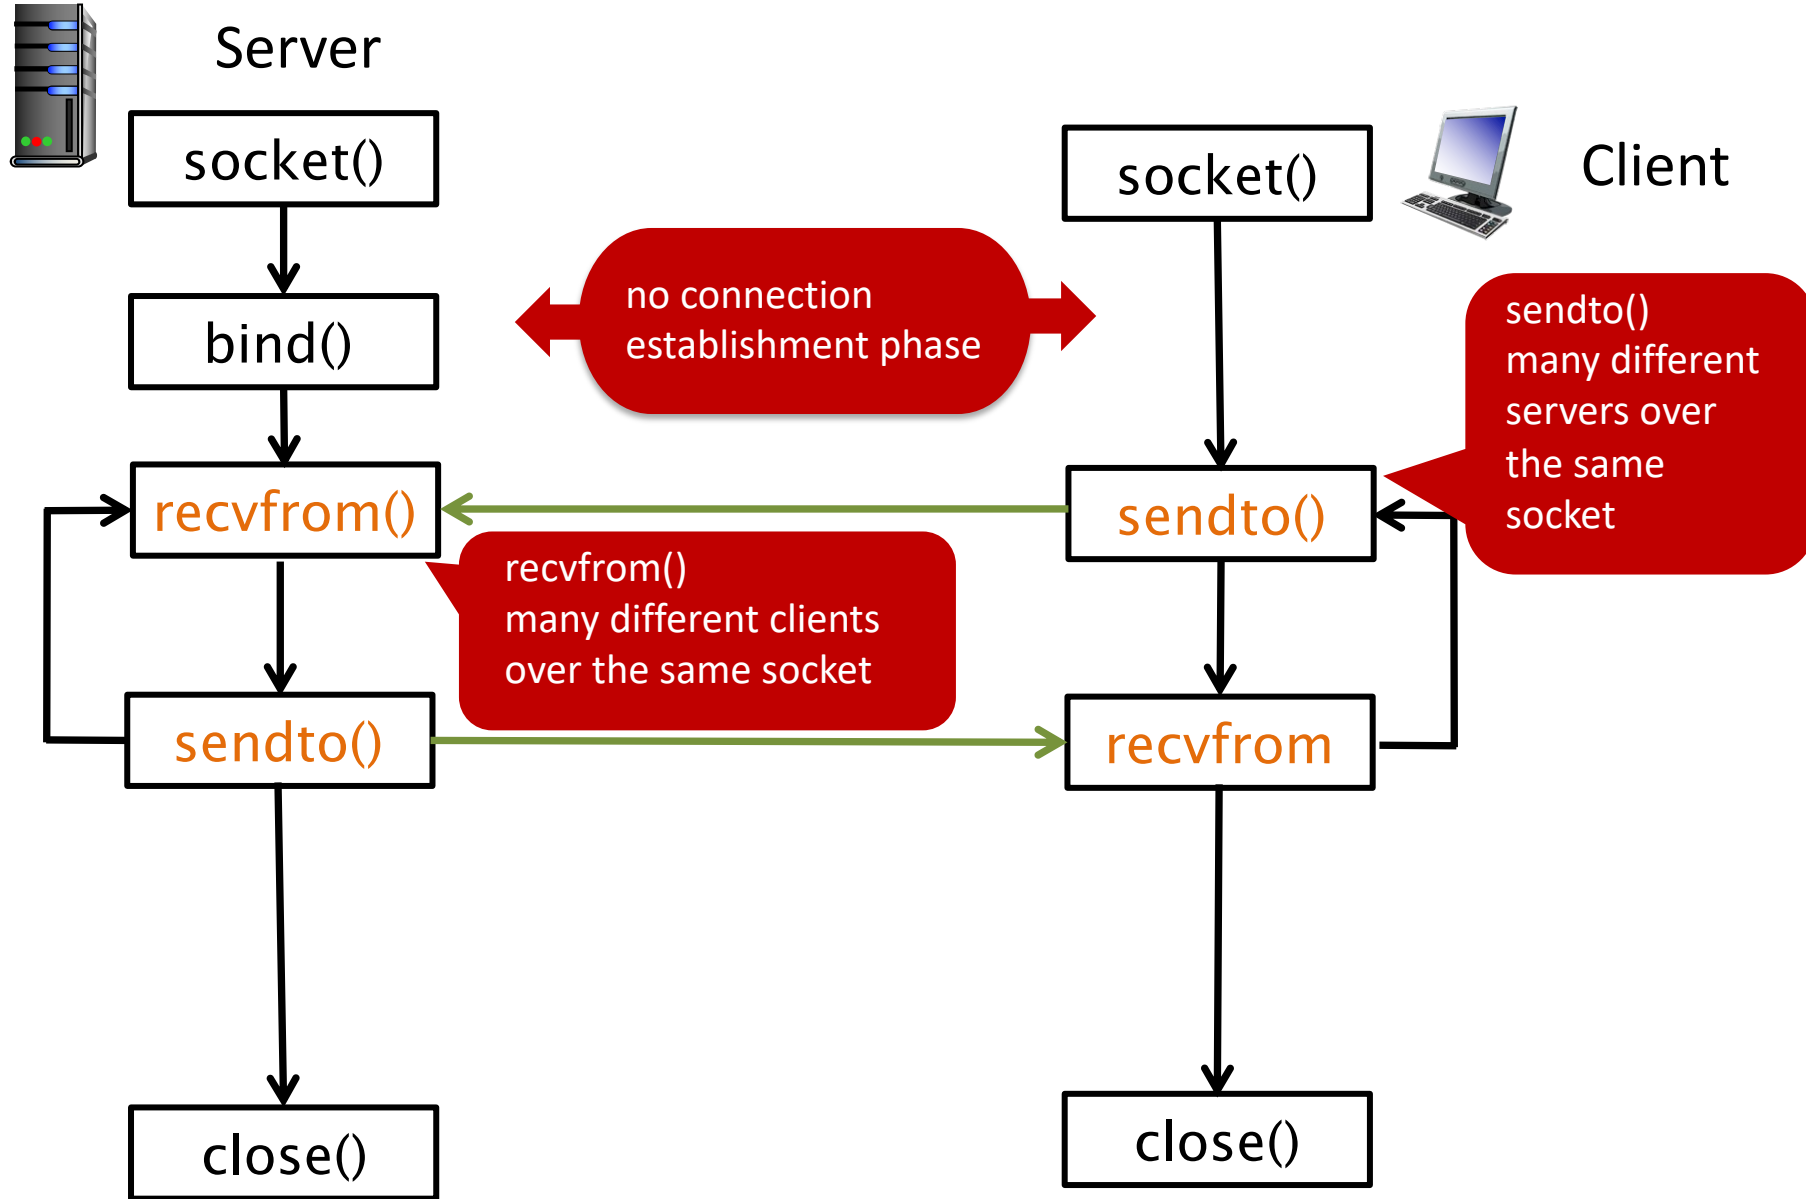 Server
socket()
socket()
Client
no connection
establishment phase
sendto()
many different
servers over
the same
socket
bind()
recvfrom()
sendto()
recvfrom()
many different clients
over the same socket
sendto()
recvfrom
close()
close()